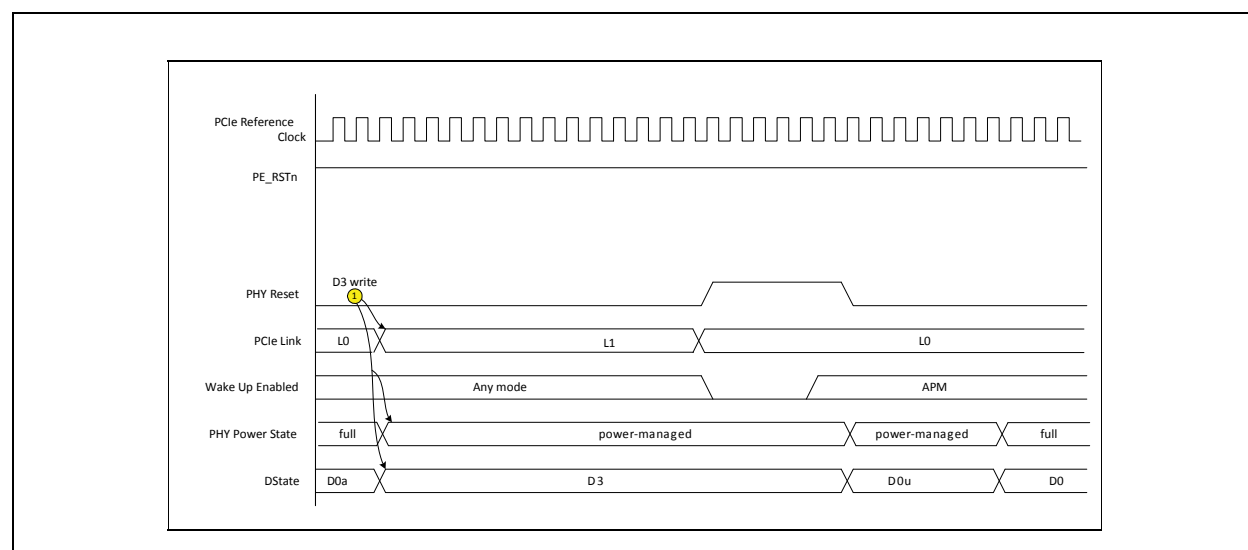 PCIe Reference
Clock
PE_RSTn
D3 write
1
PHY Reset
PCIe Link L0 L1 L0
Wake Up Enabled Any mode APM
PHY Power State full power-managed power-managed full
DState D0a D3 D0u D0